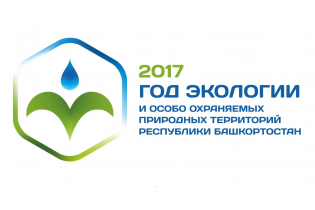 2017
ГОД ЭКОЛОГИИ
И ОСОБО ОХРАНЯЕМЫХ
ПРИРОДНЫХ ТЕРРИТОРИЙ
РЕСПУБЛИКИ БАШКОРТОСТАН